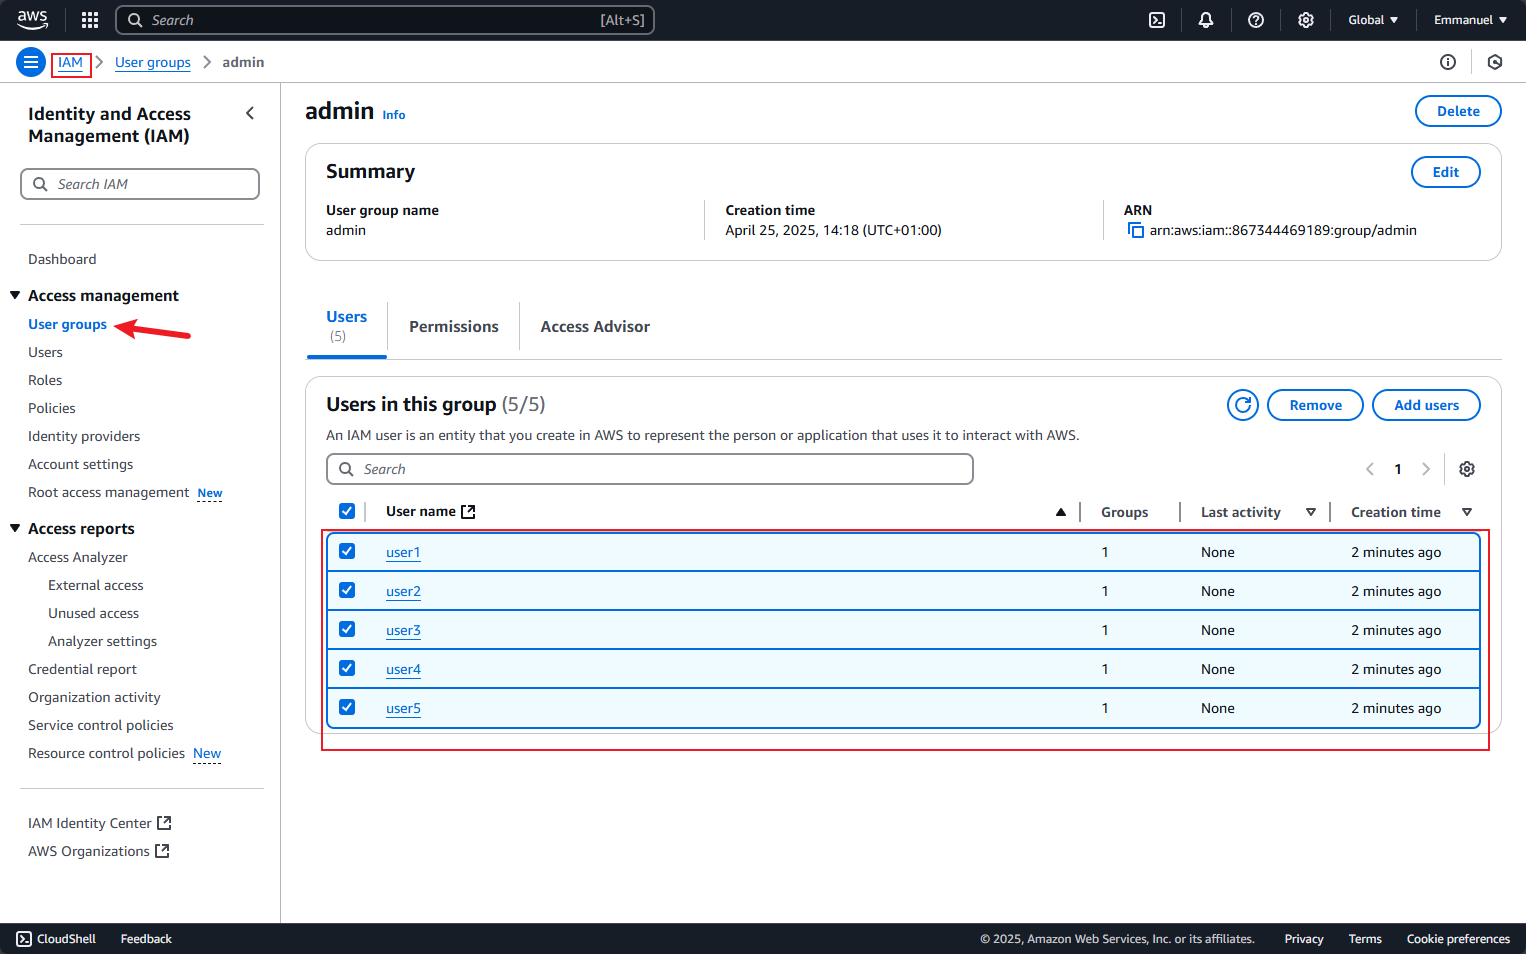 aws Search [Alt+S] Global Emmanuel
IAM > User groups > admin
Identity and Access
Management (IAM)
Search IAM
Dashboard
Access management
User groups
Users
Roles
Policies
Identity providers
Account settings
Root access management New
Access reports
Access Analyzer
External access
Unused access
Analyzer settings
Credential report
Organization activity
Service control policies
Resource control policies New
IAM Identity Center
AWS Organizations
admin Info Delete
Summary Edit
User group name
admin
Creation time
April 25, 2025, 14:18 (UTC+01:00)
ARN
arn:aws:iam::867344469189:group/admin
Users
(5)
Permissions
Access Advisor
Users in this group (5/5) Remove Add users
An IAM user is an entity that you create in AWS to represent the person or application that uses it to interact with AWS.
Search 1
User name Groups Last activity Creation time
user1 1 None 2 minutes ago
user2 1 None 2 minutes ago
user3 1 None 2 minutes ago
user4 1 None 2 minutes ago
user5 1 None 2 minutes ago
CloudShell Feedback © 2025, Amazon Web Services, Inc. or its affiliates. Privacy Terms Cookie preferences